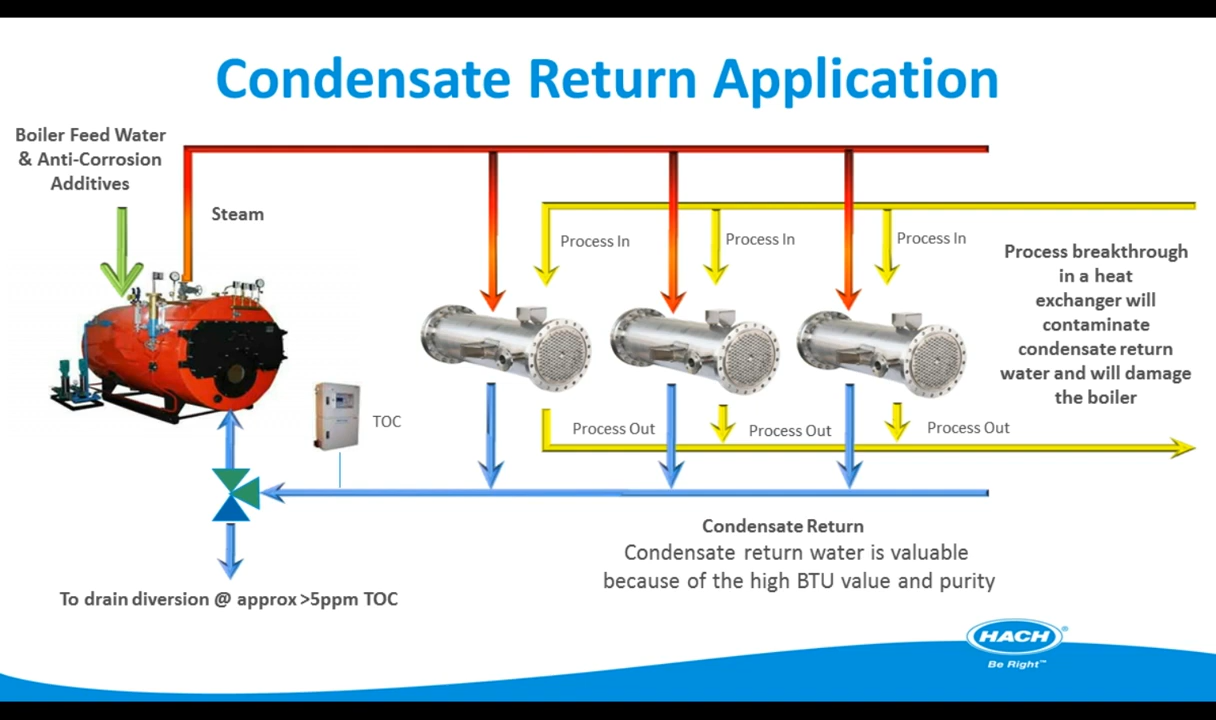 Condensate Return Application
Boiler Feed Water
& Anti-Corrosion
Additives
Steam
Process In
Process In
Process In
Process breakthrough
in a heat
exchanger will
contaminate
condensate return
water and will damage
the boiler
TOC
Process Out
Process Out
Process Out
Condensate Return
Condensate return water is valuable
because of the high BTU value and purity
To drain diversion @ approx >5ppm TOC
HACH®
Be Right™